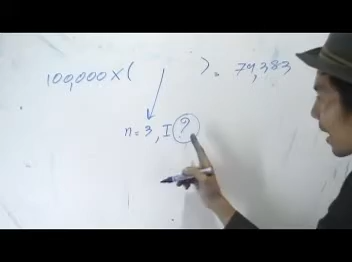 100,000 X (    ) = 79,383
n = 3, I ?